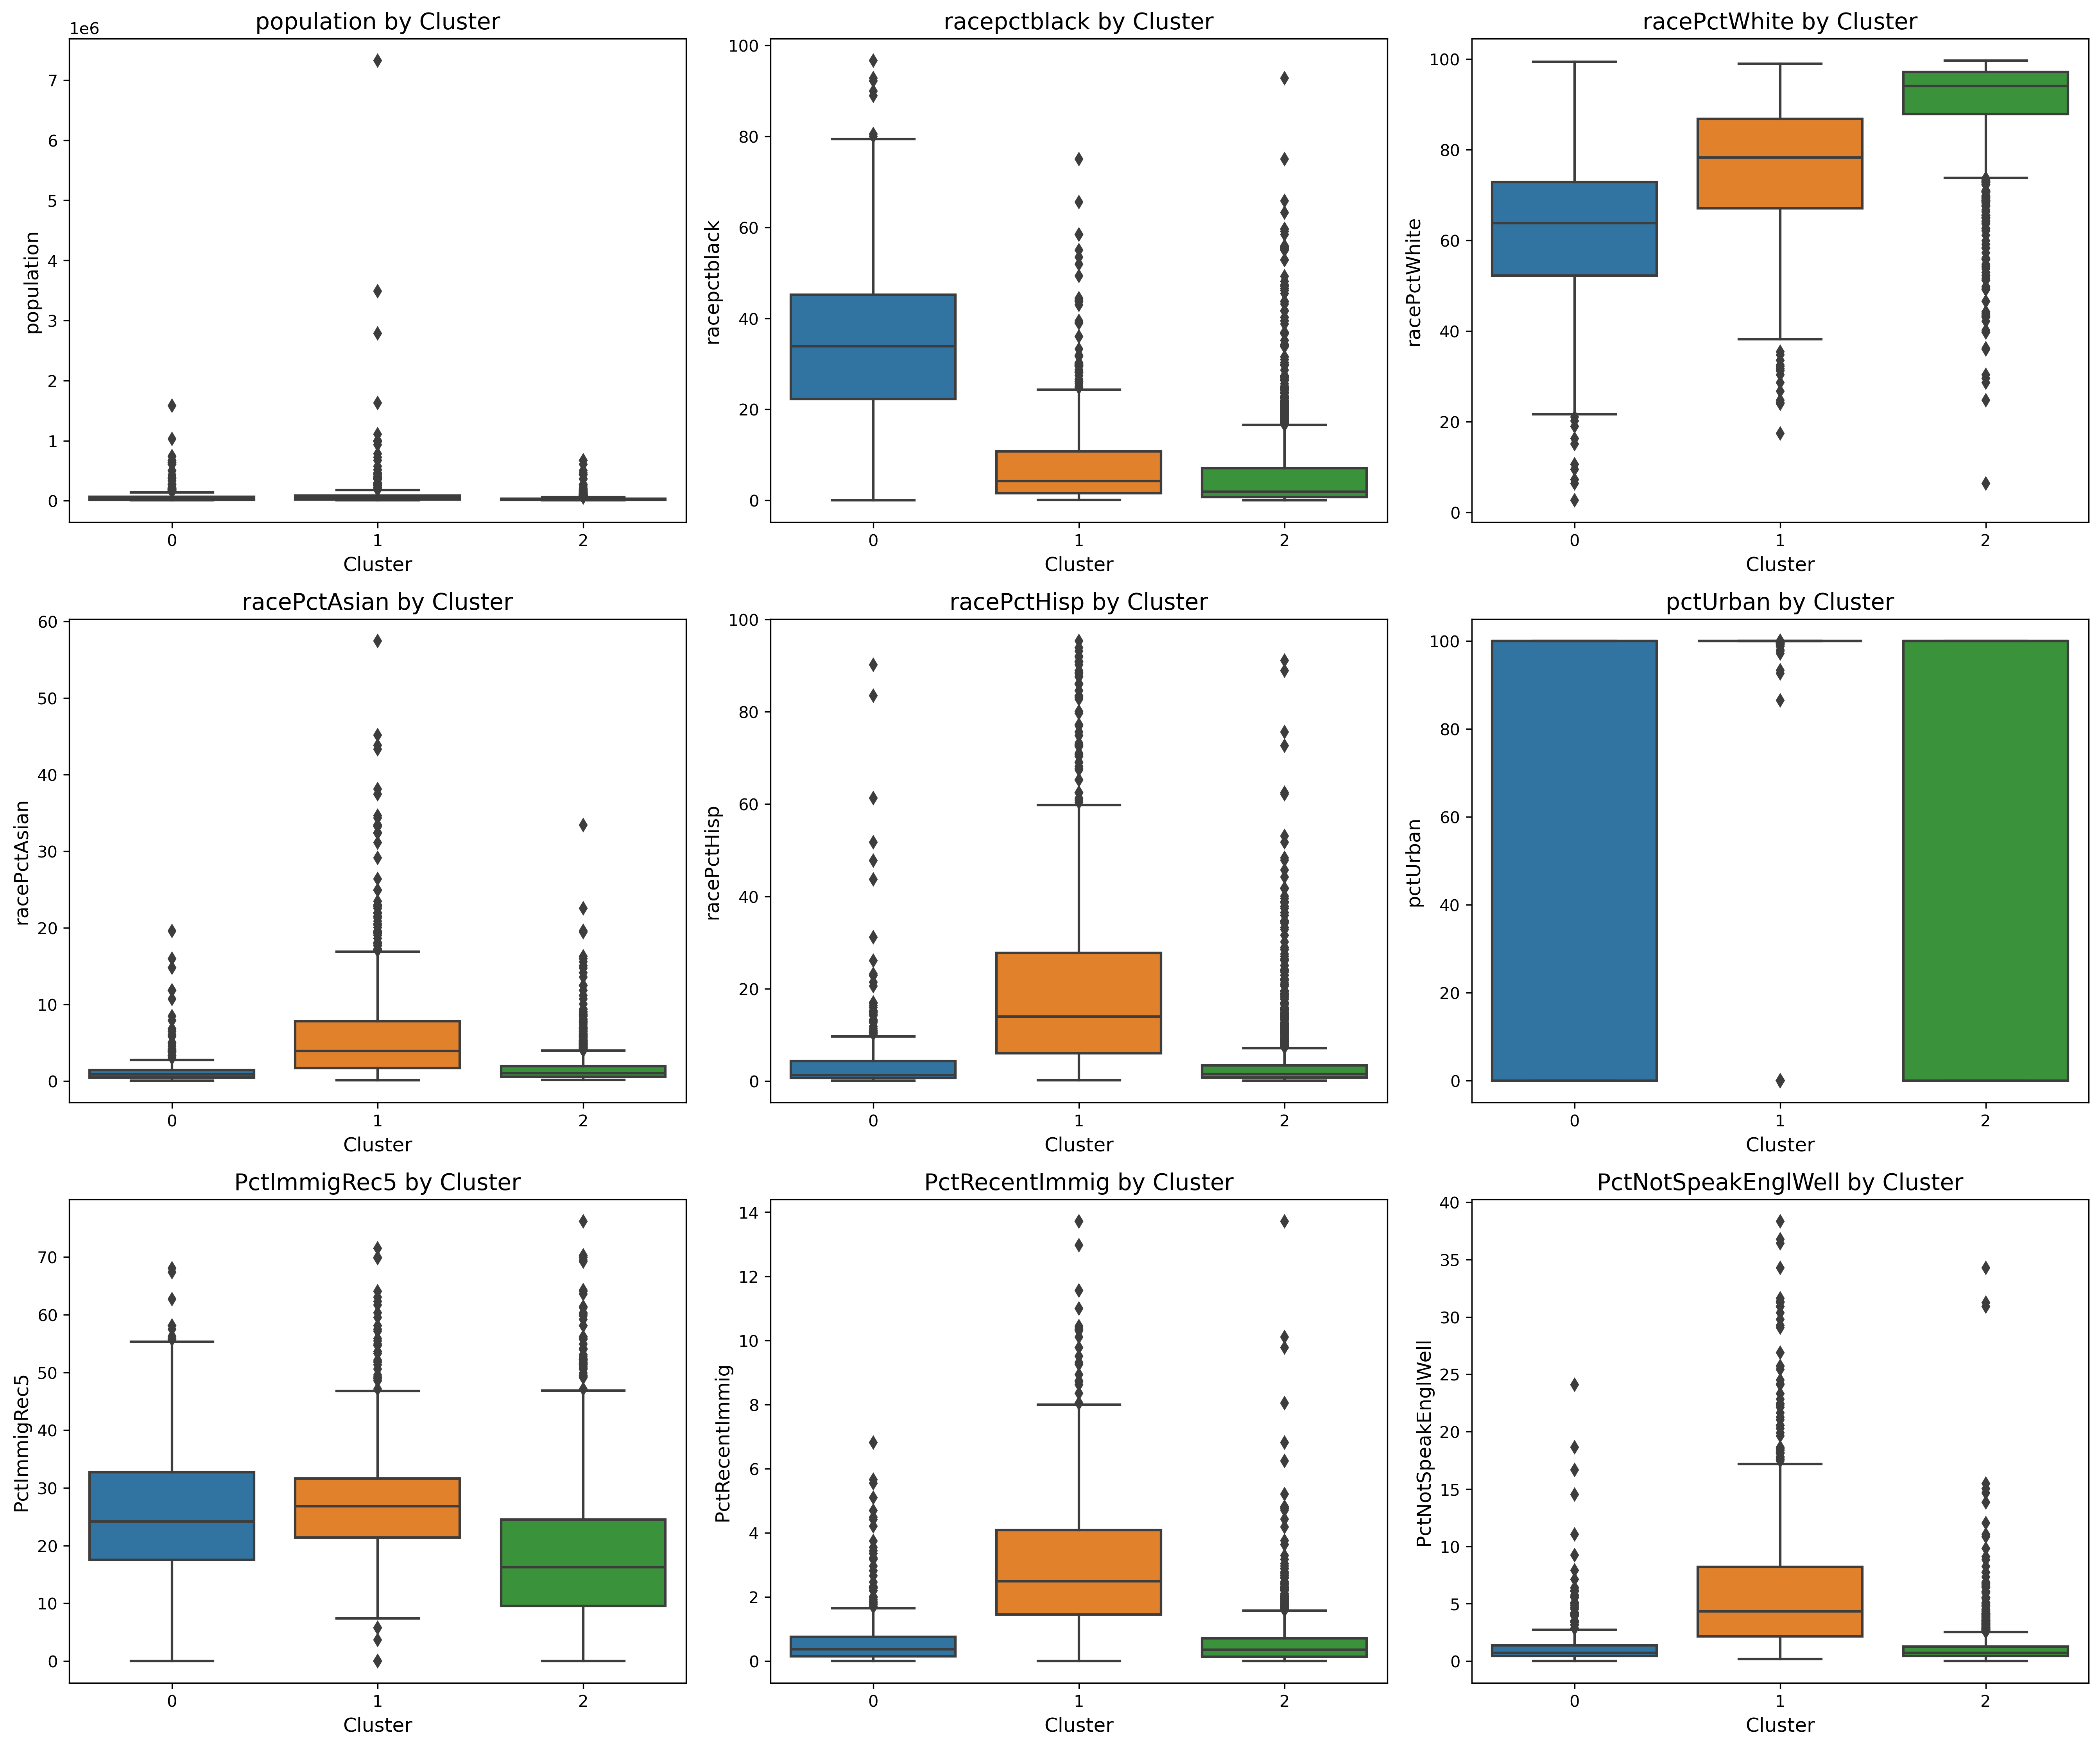 population by Cluster
1e6
7
6
5
4
3
2
1
0
population
0 1 2
Cluster
racepctblack by Cluster
100
80
60
40
20
0
racepctblack
0 1 2
Cluster
racePctWhite by Cluster
100
80
60
40
20
0
racePctWhite
0 1 2
Cluster
racePctAsian by Cluster
60
50
40
30
20
10
0
racePctAsian
0 1 2
Cluster
racePctHisp by Cluster
100
80
60
40
20
0
racePctHisp
0 1 2
Cluster
pctUrban by Cluster
100
80
60
40
20
0
pctUrban
0 1 2
Cluster
PctImmigRec5 by Cluster
70
60
50
40
30
20
10
0
PctImmigRec5
0 1 2
Cluster
PctRecentImmig by Cluster
14
12
10
8
6
4
2
0
PctRecentImmig
0 1 2
Cluster
PctNotSpeakEnglWell by Cluster
40
35
30
25
20
15
10
5
0
PctNotSpeakEnglWell
0 1 2
Cluster